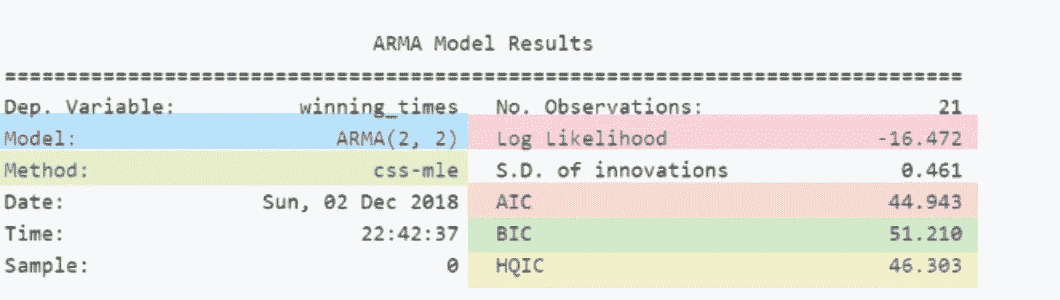 ARMA Model Results
==============================================================================
Dep. Variable: winning_times No. Observations: 21
Model: ARMA(2, 2) Log Likelihood -16.472
Method: css-mle S.D. of innovations 0.461
Date: Sun, 02 Dec 2018 AIC 44.943
Time: 22:42:37 BIC 51.210
Sample: 0 HQIC 46.303